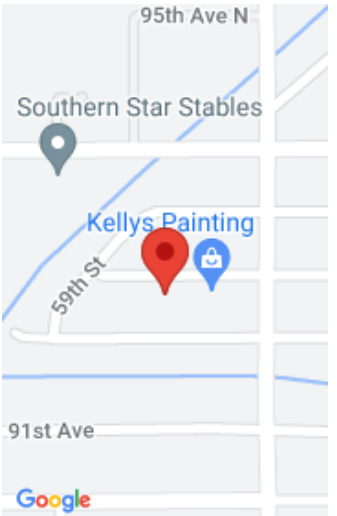 95th Ave N
Southern Star Stables
Kellys Painting
59th St
91st Ave
Google